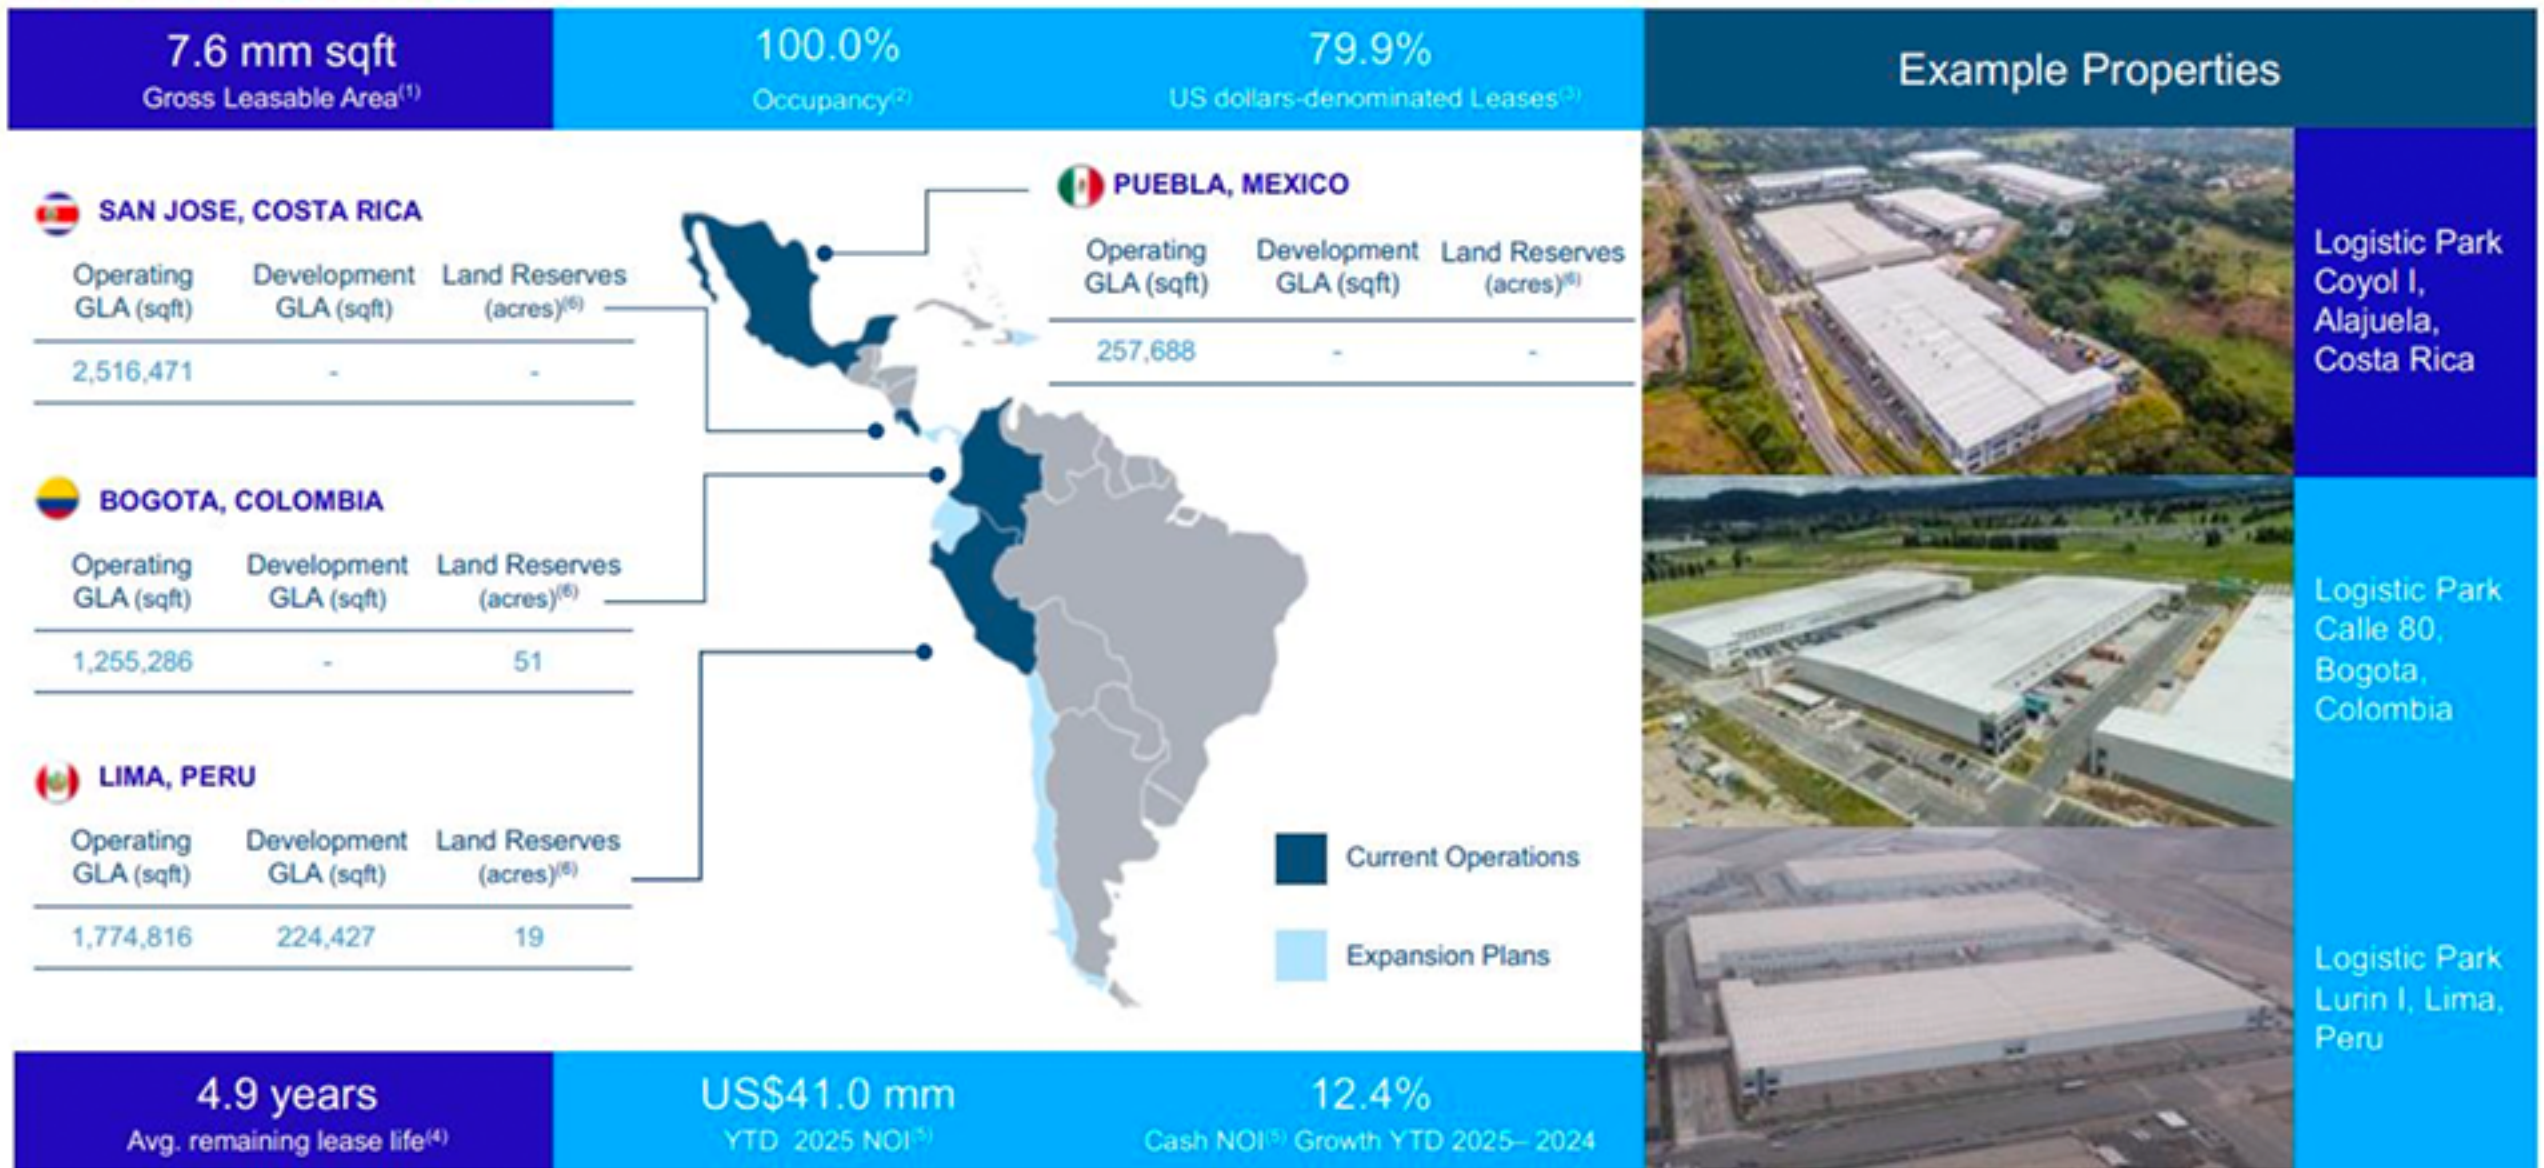 7.6 mm sqft
Gross Leasable Area(1)
100.0%
Occupancy(2)
79.9%
US dollars-denominated Leases(3)
Example Properties
SAN JOSE, COSTA RICA
Operating Development Land Reserves
GLA (sqft) GLA (sqft) (acres)(6)
2,516,471 - -
PUEBLA, MEXICO
Operating Development Land Reserves
GLA (sqft) GLA (sqft) (acres)(6)
257,688 - -
BOGOTA, COLOMBIA
Operating Development Land Reserves
GLA (sqft) GLA (sqft) (acres)(6)
1,255,286 - 51
LIMA, PERU
Operating Development Land Reserves
GLA (sqft) GLA (sqft) (acres)(6)
1,774,816 224,427 19
Current Operations
Expansion Plans
Logistic Park
Coyol I,
Alajuela,
Costa Rica
Logistic Park
Calle 80,
Bogota,
Colombia
Logistic Park
Lurin I, Lima,
Peru
4.9 years
Avg. remaining lease life(4)
US$41.0 mm
YTD 2025 NOI(5)
12.4%
Cash NOI(5) Growth YTD 2025– 2024